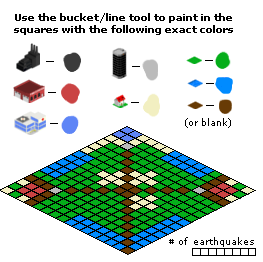 Use the bucket/line tool to paint in the
squares with the following exact colors
(or blank)
# of earthquakes